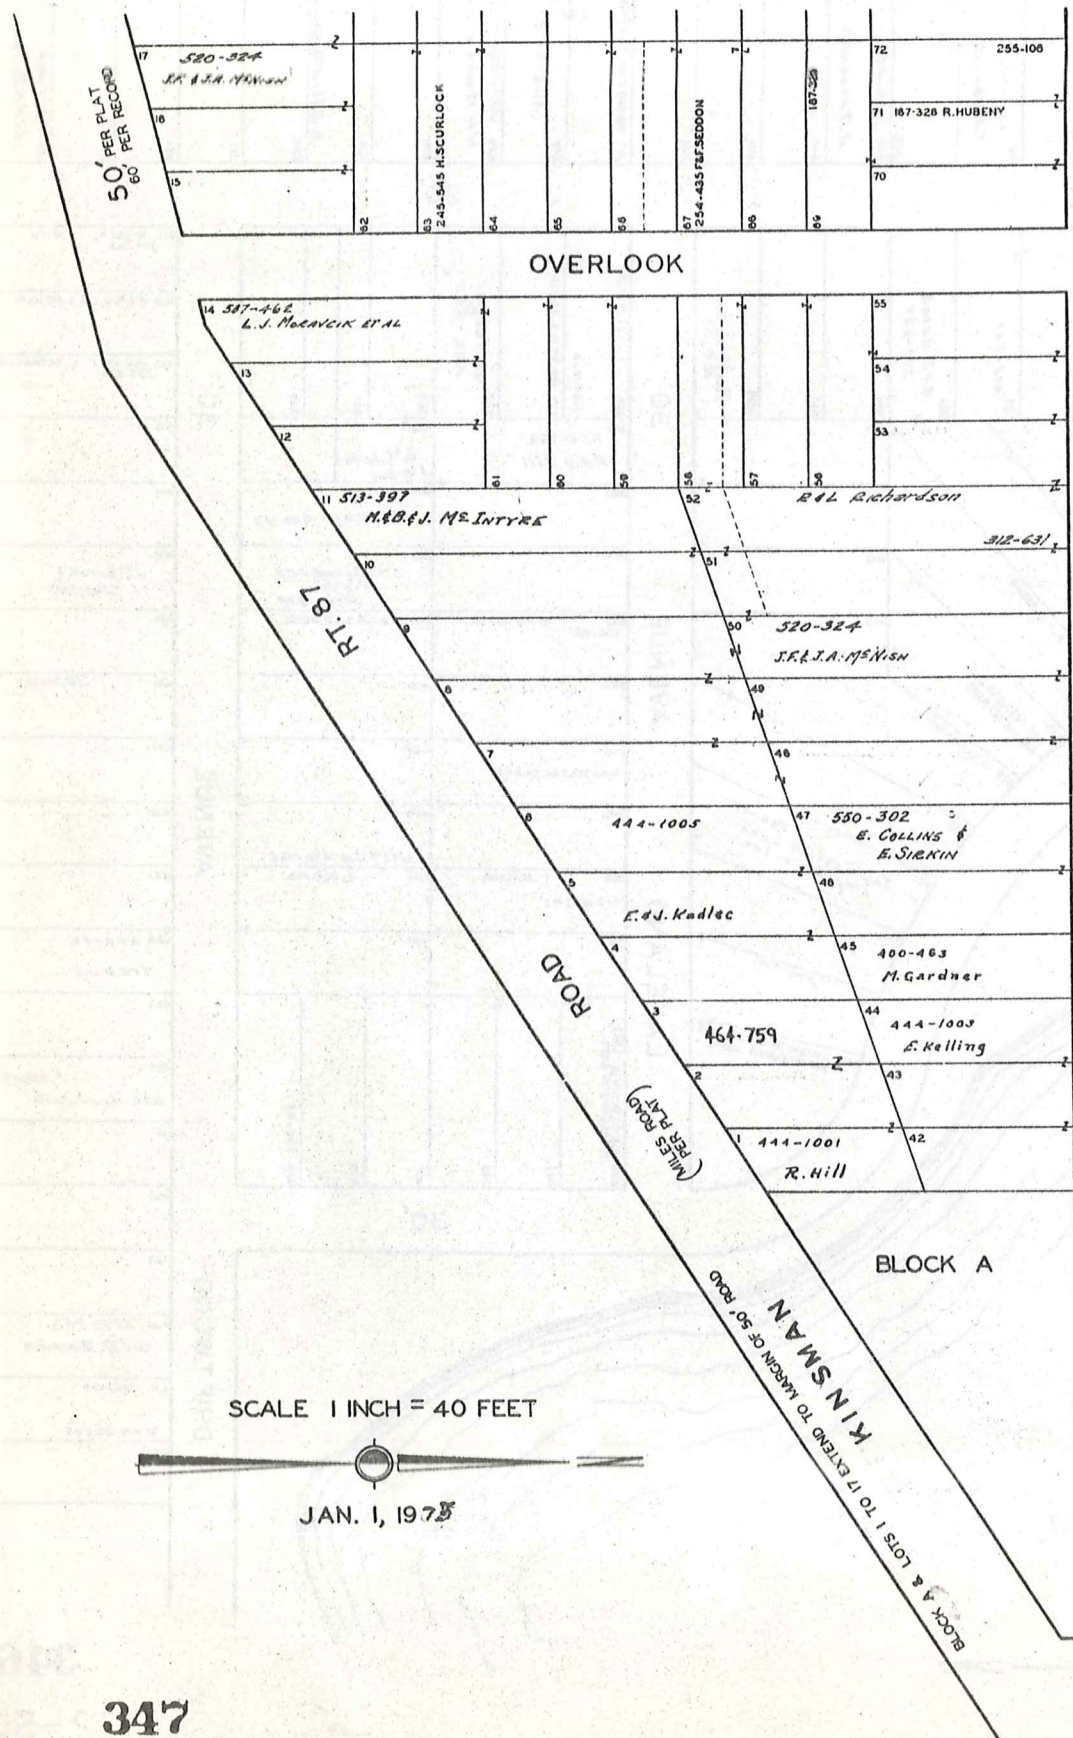 50' PER PLAT
60' PER RECORD
17 520-324
J.F. & J.A. McNISH
16
15
62
63 245-545 H. SCURLOCK
64
65
66
67 254-435 F&F. SEDDON
68
69
187-328
72 255-106
71 187-328 R. HUBENY
70
OVERLOOK
14 587-462
L.J. MORAVCIK ET AL
13
12
61
60
59
58
57
56
55
54
53
11 513-397
H.&B.&J. McINTYRE
52 R&L Richardson
312-631
10
51
9
50 520-324
J.F.& J.A. McNISH
8
49
7
48
6 444-1005
47 550-302
E. COLLINS &
E. SIRKIN
5
46
E.&J. Kadlec
4
45 400-463
M. Gardner
3
44 444-1003
E. Kelling
464-759
2
43
1 444-1001
R. Hill
42
RT. 87
ROAD
(MILES ROAD)
(PER PLAT)
KINSMAN
BLOCK A
BLOCK A & LOTS 1 TO 17 EXTEND TO MARGIN OF 50' ROAD
SCALE 1 INCH = 40 FEET
JAN. 1, 1975
347